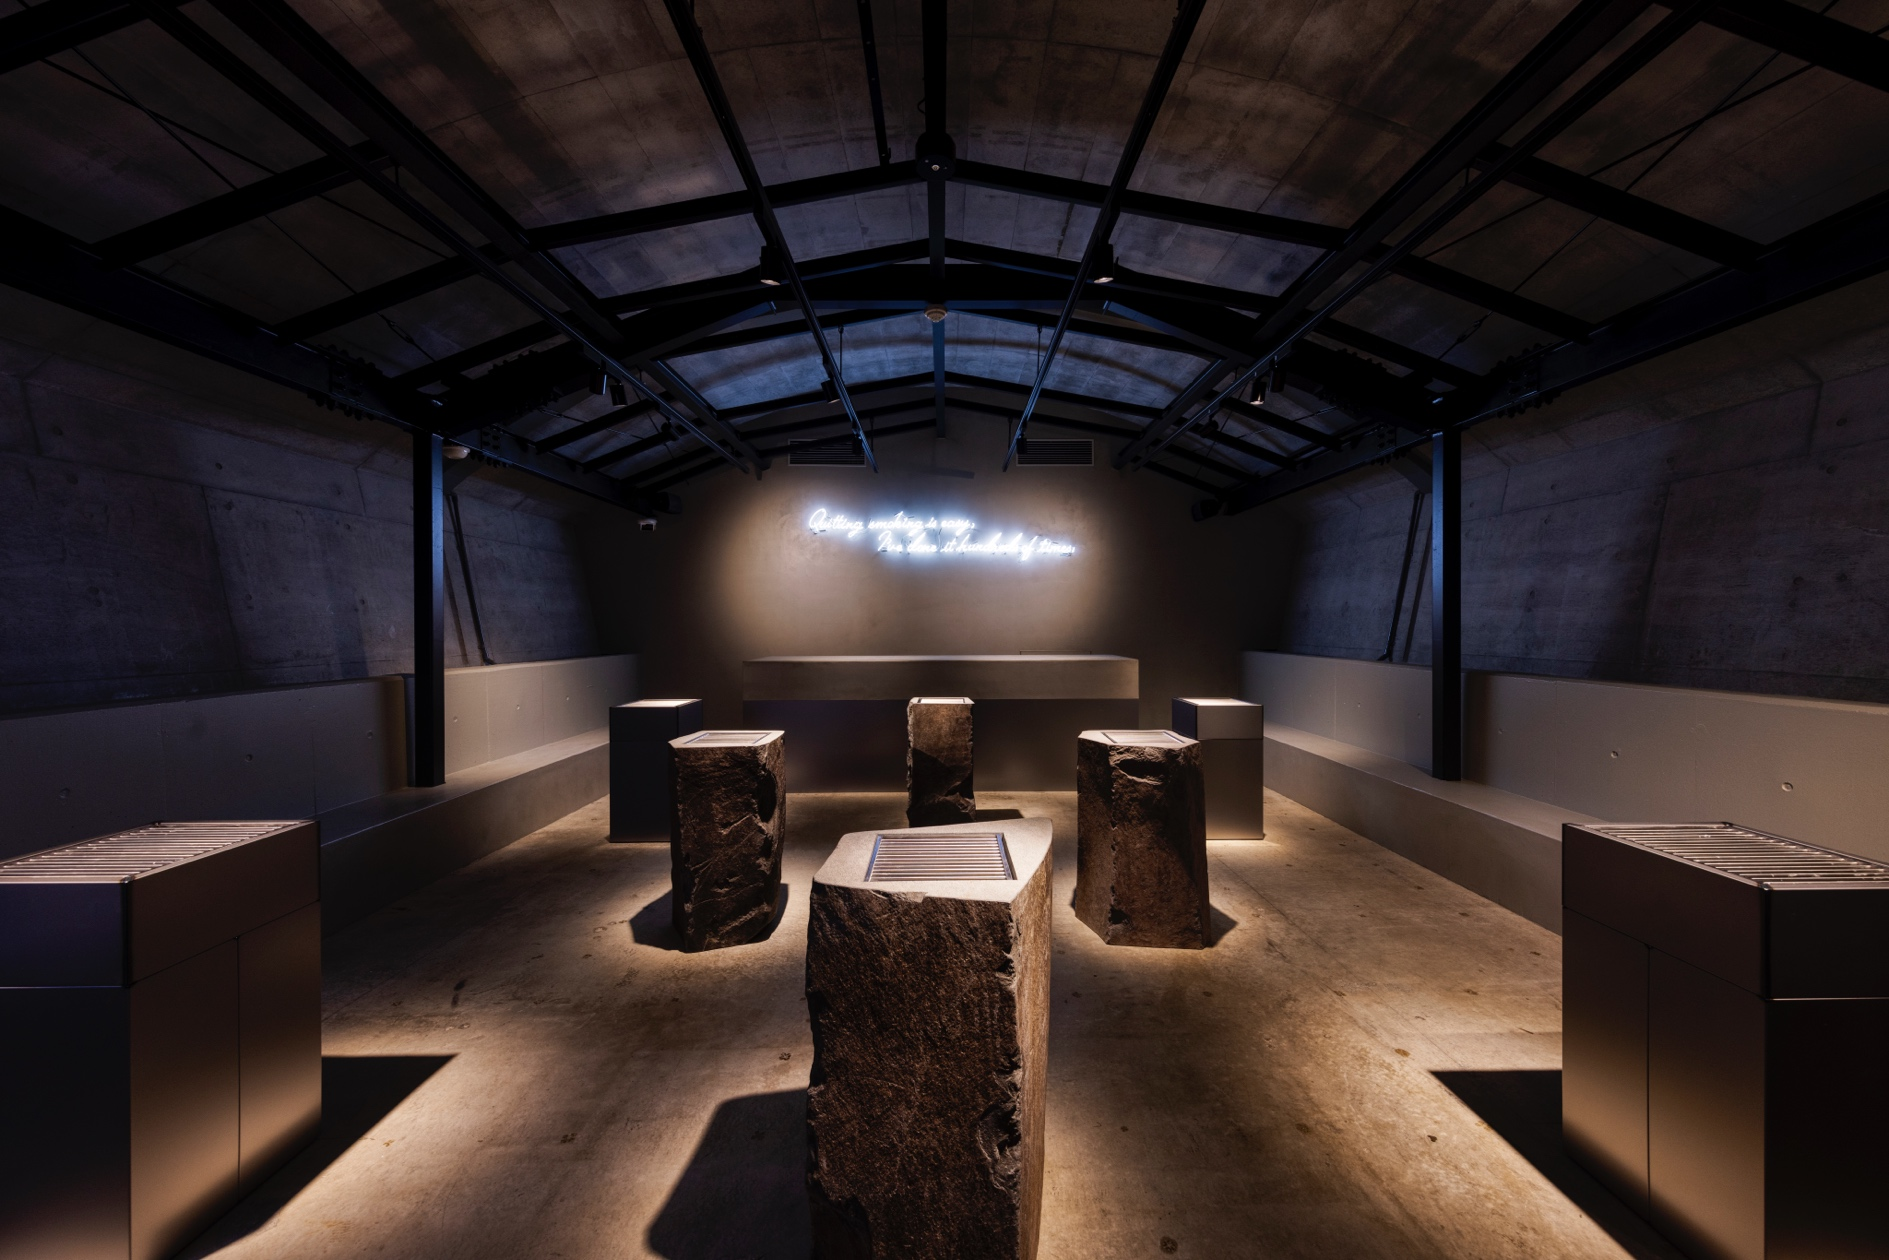 Quitting smoking is easy,
I've done it hundreds of times.